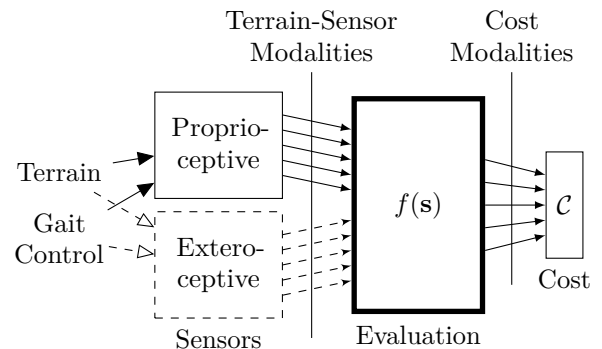 Terrain-Sensor
Modalities
Cost
Modalities
Proprio-
ceptive
Terrain
Gait
Control
Extero-
ceptive
Sensors
f(s)
Evaluation
C
Cost